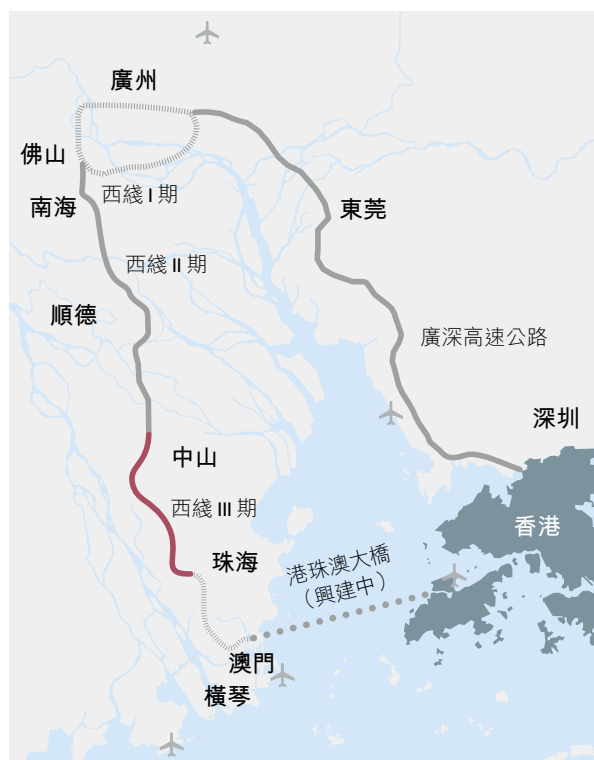 廣州
佛山
西綫 I 期
南海
東莞
西綫 II 期
順德
廣深高速公路
深圳
中山
西綫 III 期
香港
珠海
港珠澳大橋
（興建中）
澳門
橫琴